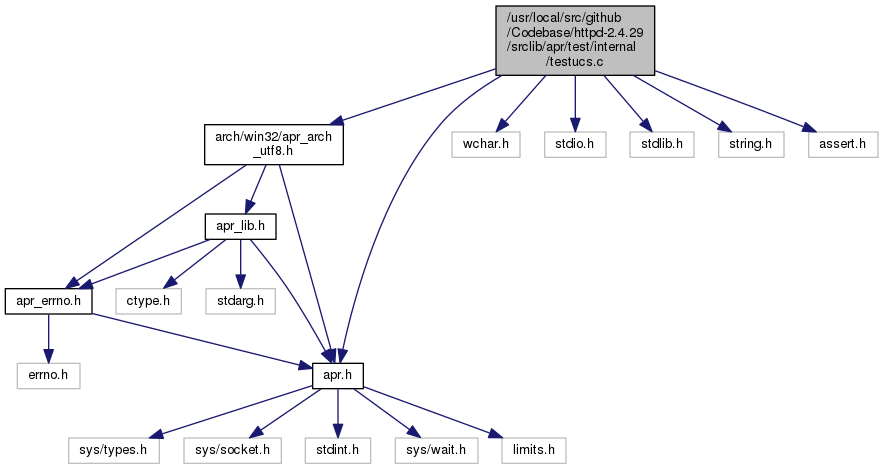 /usr/local/src/github
/Codebase/httpd-2.4.29
/srclib/apr/test/internal
/testucs.c
arch/win32/apr_arch
_utf8.h
wchar.h
stdio.h
stdlib.h
string.h
assert.h
apr_lib.h
apr_errno.h
ctype.h
stdarg.h
errno.h
apr.h
sys/types.h
sys/socket.h
stdint.h
sys/wait.h
limits.h